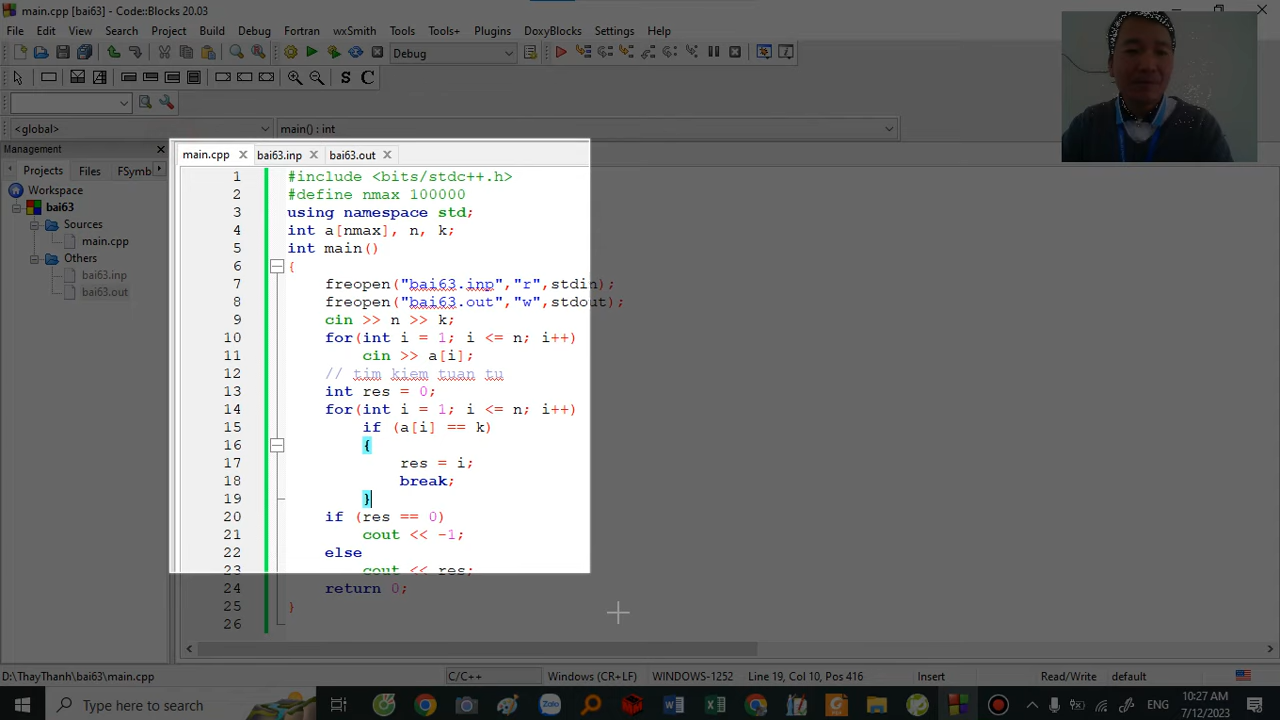 main.cpp [bai63] - Code::Blocks 20.03
File Edit View Search Project Build Debug Fortran wxSmith Tools Tools+ Plugins DoxyBlocks Settings Help
Debug
S C
<global> main() : int
Management
Projects Files FSymb
Workspace
bai63
Sources
main.cpp
Others
bai63.inp
bai63.out
main.cpp bai63.inp bai63.out
1 #include <bits/stdc++.h>
2 #define nmax 100000
3 using namespace std;
4 int a[nmax], n, k;
5 int main()
6 {
7 freopen("bai63.inp","r",stdin);
8 freopen("bai63.out","w",stdout);
9 cin >> n >> k;
10 for(int i = 1; i <= n; i++)
11 cin >> a[i];
12 // tim kiem tuan tu
13 int res = 0;
14 for(int i = 1; i <= n; i++)
15 if (a[i] == k)
16 {
17 res = i;
18 break;
19 }
20 if (res == 0)
21 cout << -1;
22 else
23 cout << res;
24 return 0;
25 }
26
D:\ThayThanh\bai63\main.cpp C/C++ Windows (CR+LF) WINDOWS-1252 Line 19, Col 10, Pos 416 Insert Read/Write default
Type here to search
Zalo
ENG
10:27 AM
7/12/2023